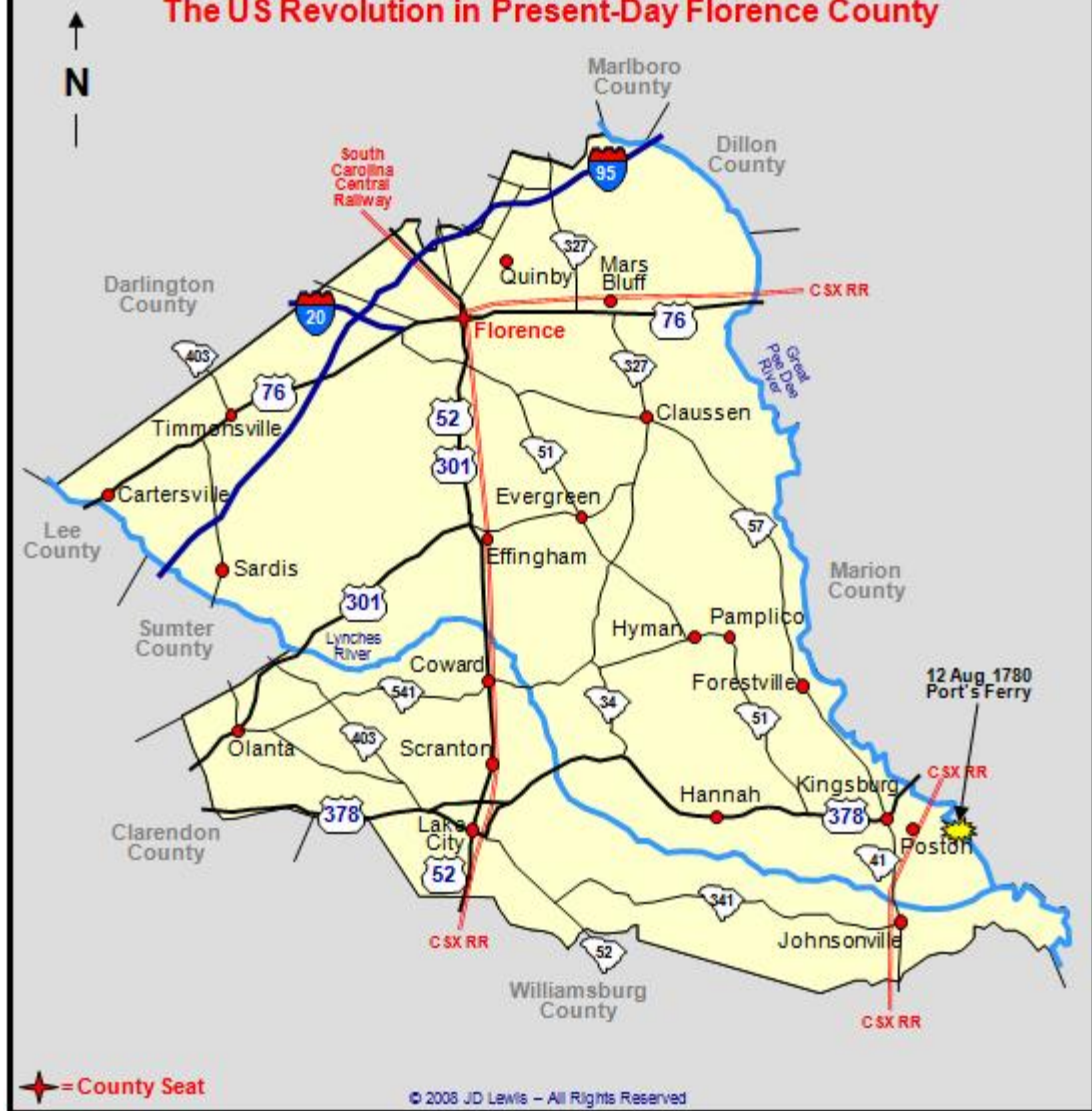 The US Revolution in Present-Day Florence County
N
Marlboro
County
Dillon
County
95
South
Carolina
Central
Railway
327
Quinby
Mars
Bluff
CSX RR
Darlington
County
20
Florence
76
403
76
Great
Pee Dee
River
327
52
Claussen
Timmonsville
51
301
Cartersville
Evergreen
57
Lee
County
Effingham
Sardis
Marion
County
301
Sumter
County
Lynches
River
Hyman
Pamplico
Coward
Forestville
12 Aug 1780
Port's Ferry
541
34
51
403
Olanta
Scranton
CSX RR
Kingsburg
Hannah
378
378
Clarendon
County
Lake
City
Poston
41
52
341
CSX RR
Johnsonville
52
Williamsburg
County
CSX RR
= County Seat
© 2008 JD Lewis – All Rights Reserved